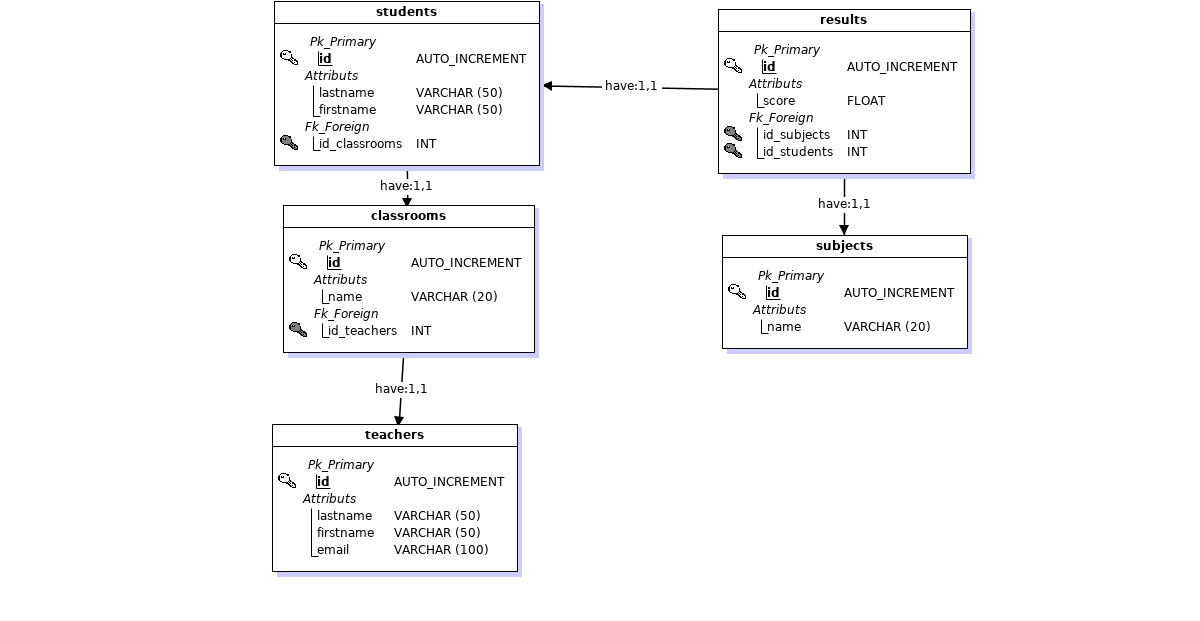 students
Pk_Primary
id AUTO_INCREMENT
Attributs
lastname VARCHAR (50)
firstname VARCHAR (50)
Fk_Foreign
id_classrooms INT
have:1,1
results
Pk_Primary
id AUTO_INCREMENT
Attributs
score FLOAT
Fk_Foreign
id_subjects INT
id_students INT
have:1,1
classrooms
Pk_Primary
id AUTO_INCREMENT
Attributs
name VARCHAR (20)
Fk_Foreign
id_teachers INT
have:1,1
subjects
Pk_Primary
id AUTO_INCREMENT
Attributs
name VARCHAR (20)
have:1,1
teachers
Pk_Primary
id AUTO_INCREMENT
Attributs
lastname VARCHAR (50)
firstname VARCHAR (50)
email VARCHAR (100)